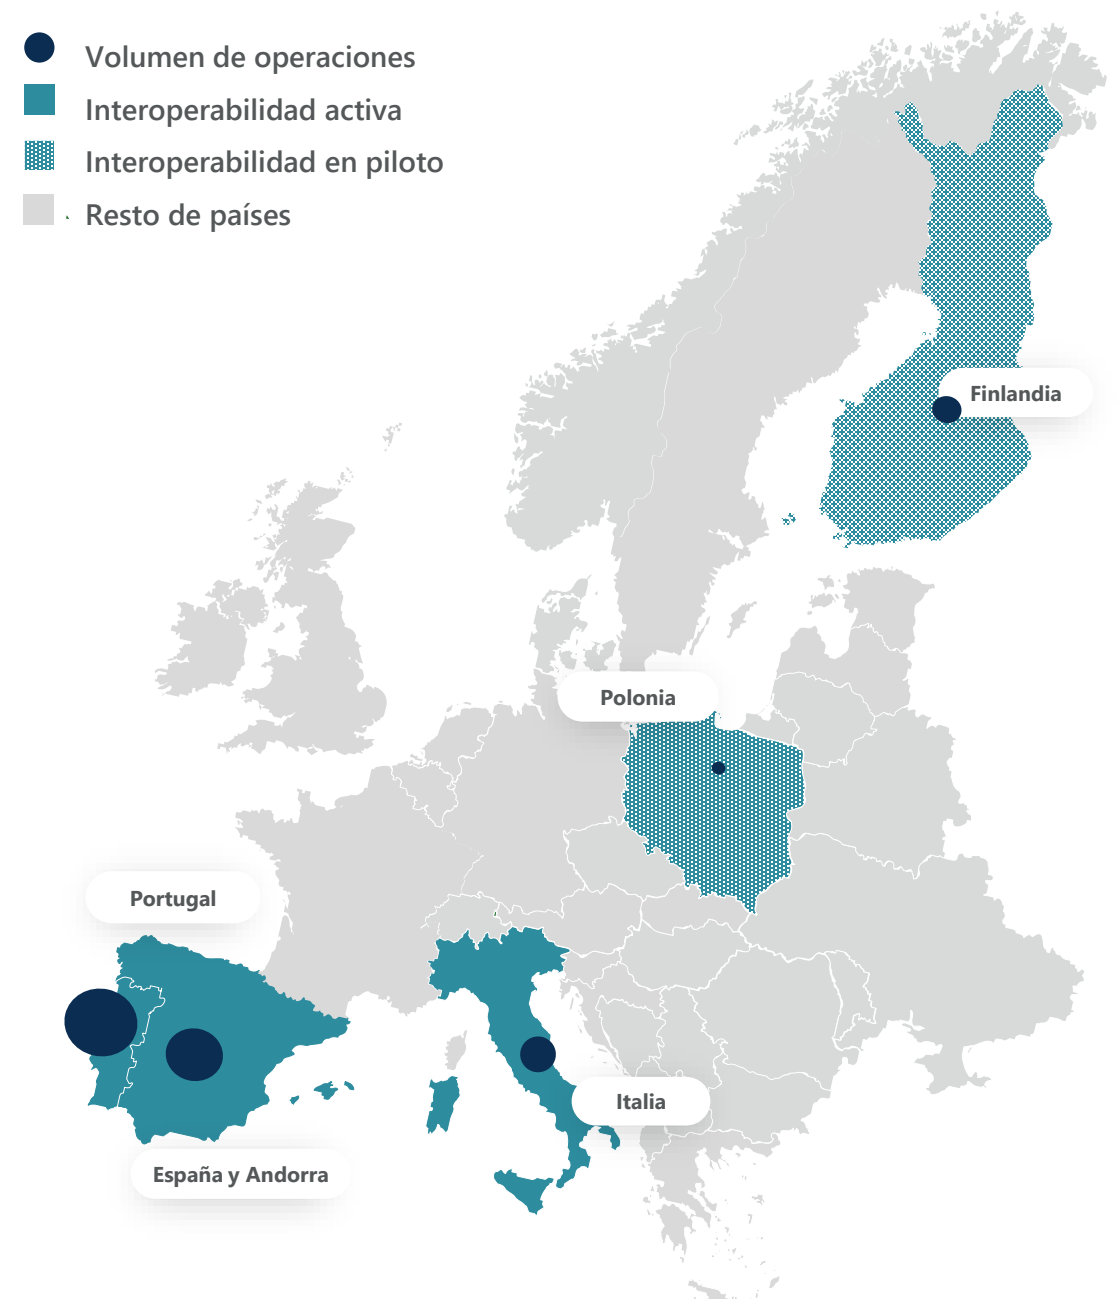 Volumen de operaciones
Interoperabilidad activa
Interoperabilidad en piloto
Resto de países
Finlandia
Polonia
Portugal
Italia
España y Andorra